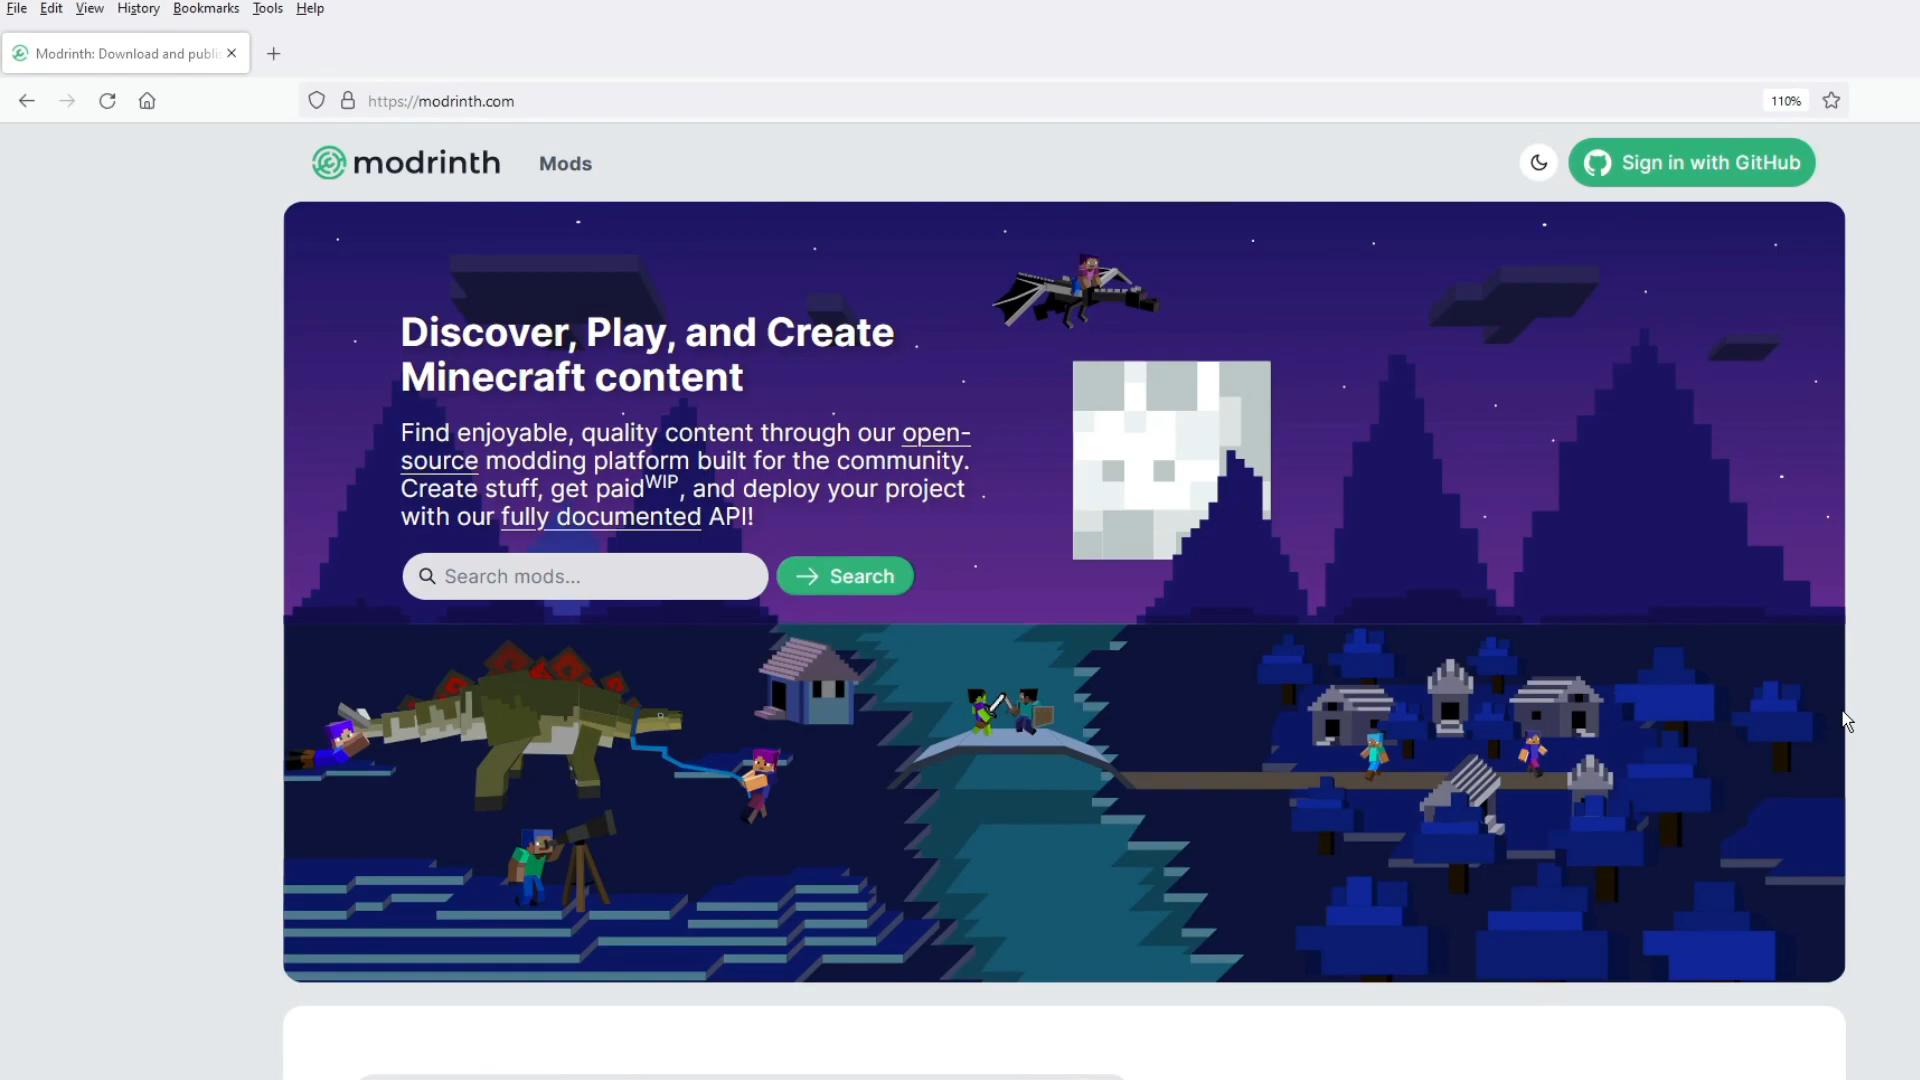 File Edit View History Bookmarks Tools Help
Modrinth: Download and publi
https://modrinth.com
110%
modrinth
Mods
Sign in with GitHub
Discover, Play, and Create
Minecraft content
Find enjoyable, quality content through our open-
source modding platform built for the community.
Create stuff, get paidWIP, and deploy your project
with our fully documented API!
Search mods...
Search